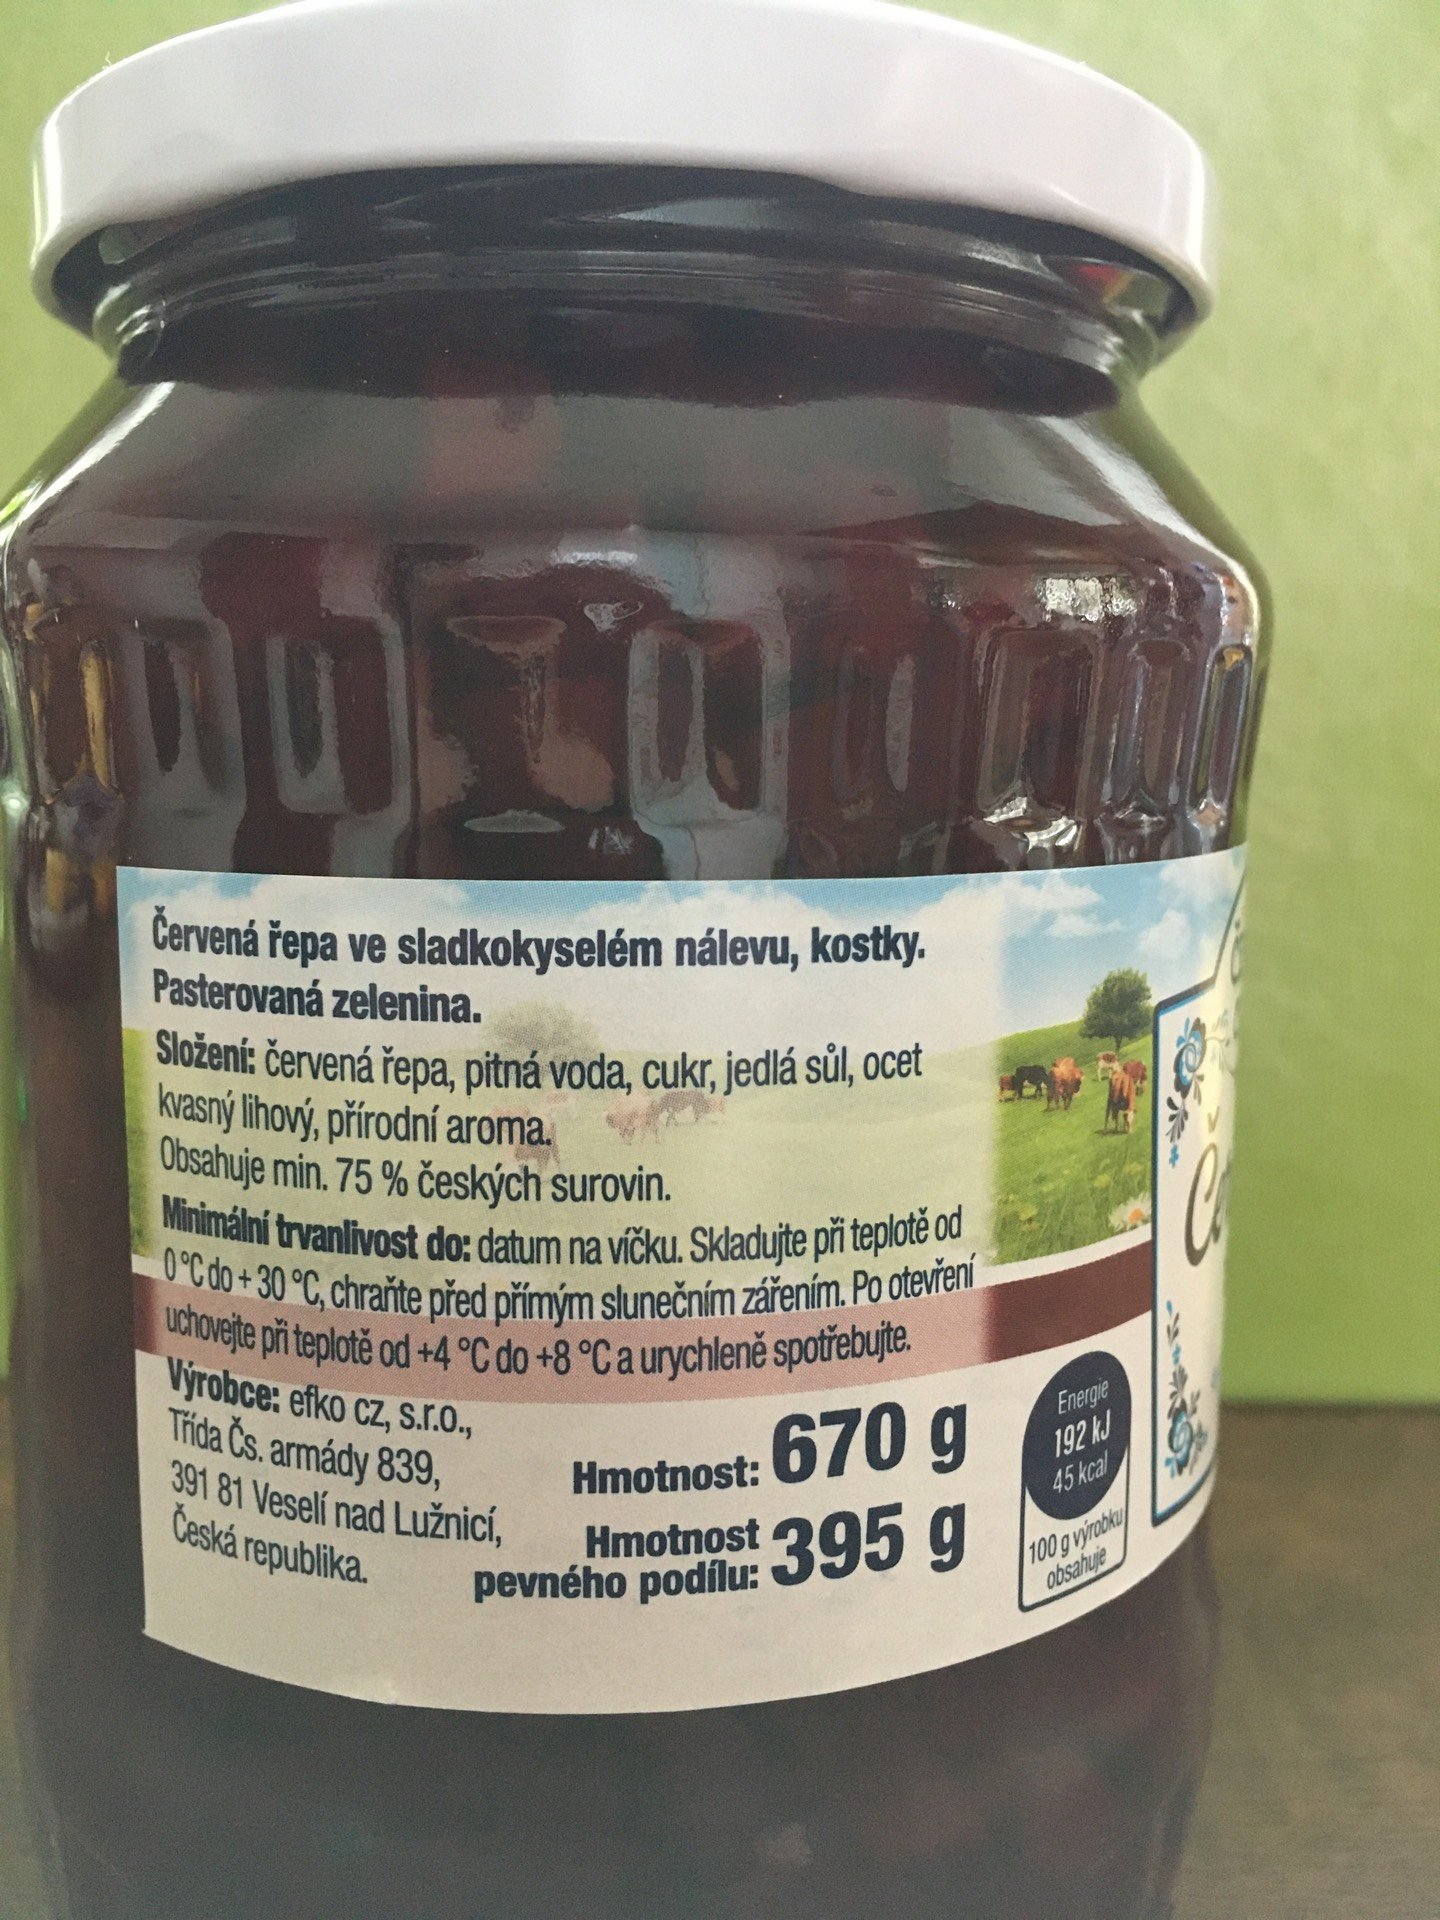 Červená řepa ve sladkokyselém nálevu, kostky.
Pasterovaná zelenina.
Složení: červená řepa, pitná voda, cukr, jedlá sůl, ocet
kvasný lihový, přírodní aroma.
Obsahuje min. 75 % českých surovin.
Minimální trvanlivost do: datum na víčku. Skladujte při teplotě od
0 °C do + 30 °C, chraňte před přímým slunečním zářením. Po otevření
uchovejte při teplotě od +4 °C do +8 °C a urychleně spotřebujte.
Výrobce: efko cz, s.r.o.,
Třída Čs. armády 839,
391 81 Veselí nad Lužnicí,
Česká republika.
Hmotnost: 670 g
Hmotnost
pevného podílu: 395 g
Energie
192 kJ
45 kcal
100 g výrobku
obsahuje